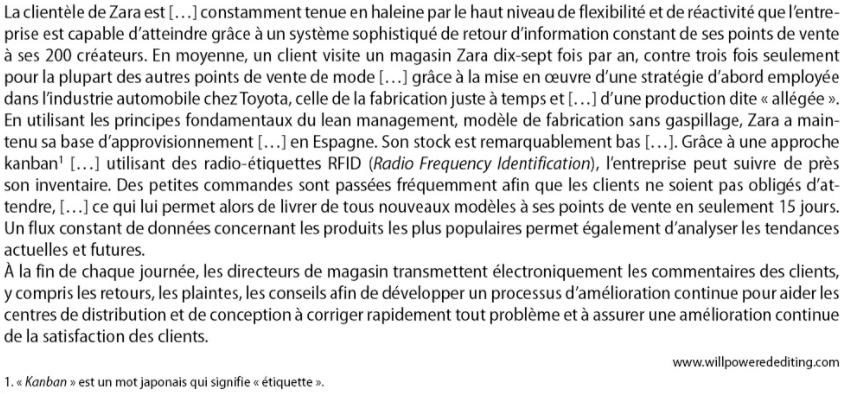 La clientèle de Zara est […] constamment tenue en haleine par le haut niveau de flexibilité et de réactivité que l’entre-
prise est capable d’atteindre grâce à un système sophistiqué de retour d’information constant de ses points de vente
à ses 200 créateurs. En moyenne, un client visite un magasin Zara dix-sept fois par an, contre trois fois seulement
pour la plupart des autres points de vente de mode […] grâce à la mise en œuvre d’une stratégie d’abord employée
dans l’industrie automobile chez Toyota, celle de la fabrication juste à temps et […] d’une production dite « allégée ».
En utilisant les principes fondamentaux du lean management, modèle de fabrication sans gaspillage, Zara a main-
tenu sa base d’approvisionnement […] en Espagne. Son stock est remarquablement bas […]. Grâce à une approche
kanban¹ […] utilisant des radio-étiquettes RFID (Radio Frequency Identification), l’entreprise peut suivre de près
son inventaire. Des petites commandes sont passées fréquemment afin que les clients ne soient pas obligés d’at-
tendre, […] ce qui lui permet alors de livrer de tous nouveaux modèles à ses points de vente en seulement 15 jours.
Un flux constant de données concernant les produits les plus populaires permet également d’analyser les tendances
actuelles et futures.
À la fin de chaque journée, les directeurs de magasin transmettent électroniquement les commentaires des clients,
y compris les retours, les plaintes, les conseils afin de développer un processus d’amélioration continue pour aider les
centres de distribution et de conception à corriger rapidement tout problème et à assurer une amélioration continue
de la satisfaction des clients.
www.willpoweredediting.com
1. « Kanban » est un mot japonais qui signifie « étiquette ».